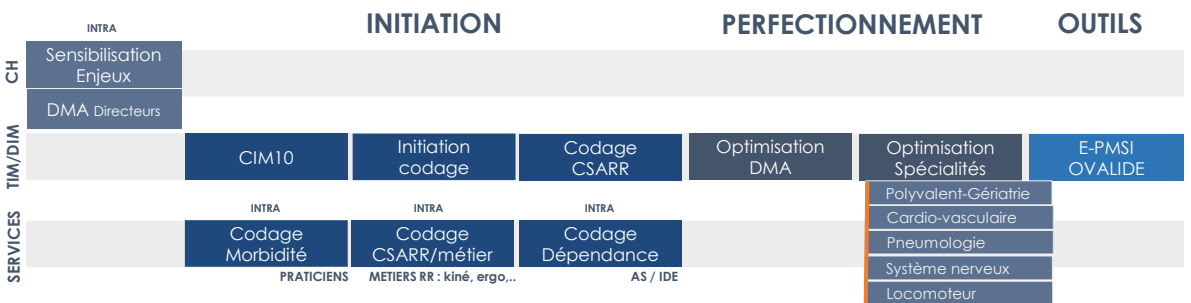 INTRA
INITIATION
PERFECTIONNEMENT
OUTILS
CH
Sensibilisation
Enjeux
DMA Directeurs
TIM/DIM
CIM10
Initiation
codage
Codage
CSARR
Optimisation
DMA
Optimisation
Spécialités
E-PMSI
OVALIDE
Polyvalent-Gériatrie
Cardio-vasculaire
Pneumologie
Système nerveux
Locomoteur
SERVICES
INTRA
Codage
Morbidité
PRATICIENS
INTRA
Codage
CSARR/métier
METIERS RR : kiné, ergo,..
INTRA
Codage
Dépendance
AS / IDE